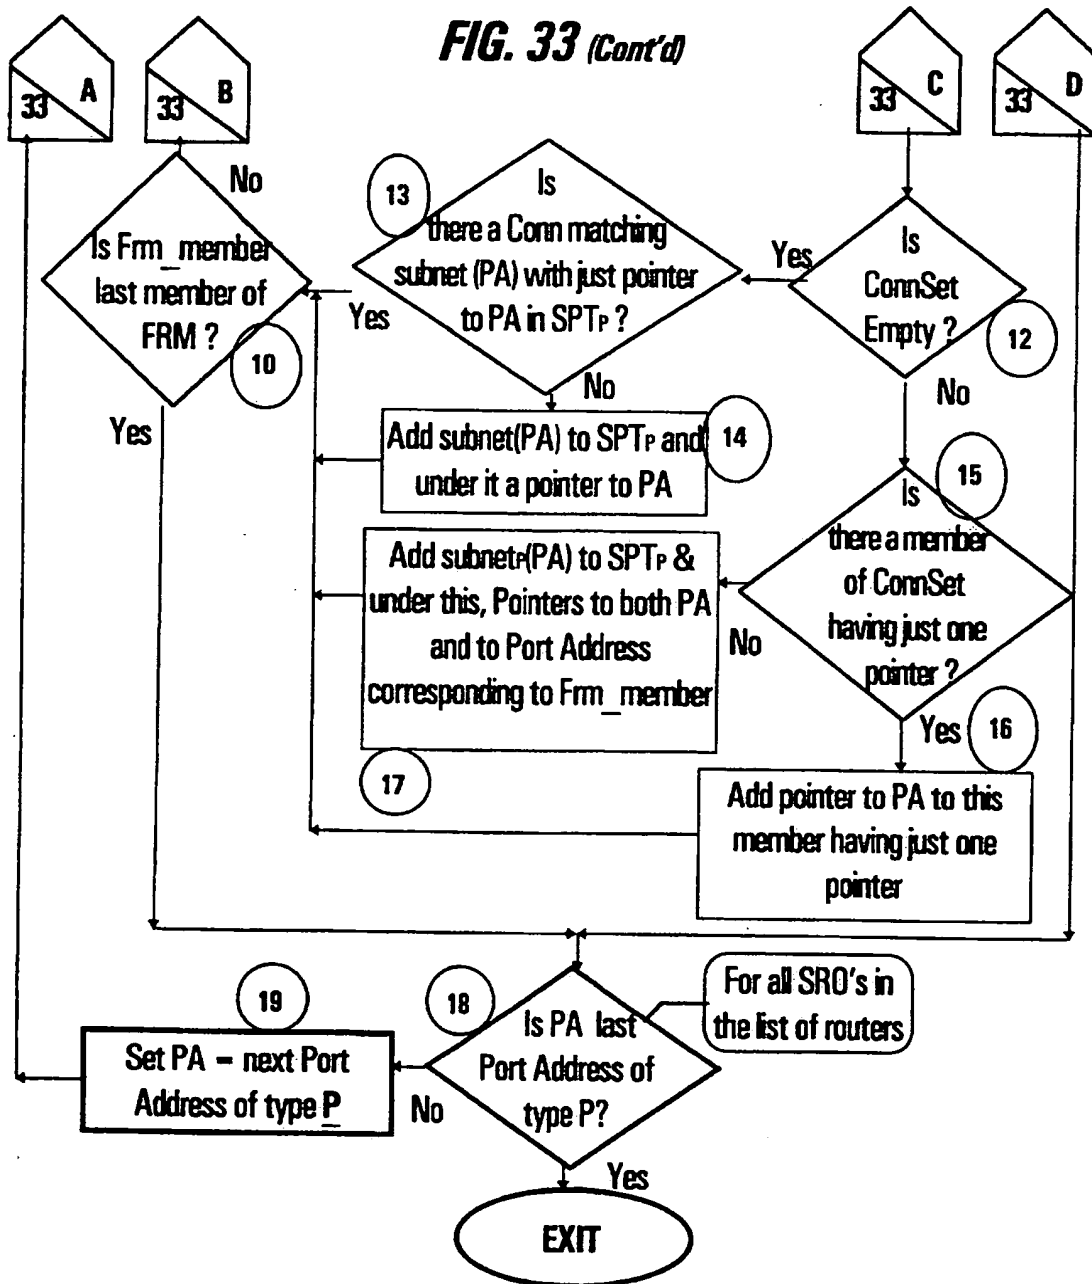 FIG. 33 (Cont'd)
33 A
33 B
33 C
33 D
No
Is Frm_member
last member of
FRM ?
10
Yes
13
Is
there a Conn matching
subnet (PA) with just pointer
to PA in SPTP ?
Yes
No
Yes
Is
ConnSet
Empty ?
12
No
Add subnet(PA) to SPTP and
under it a pointer to PA
14
15
Is
there a member
of ConnSet
having just one
pointer ?
No
Yes
16
Add subnetP(PA) to SPTP &
under this, Pointers to both PA
and to Port Address
corresponding to Frm_member
17
Add pointer to PA to this
member having just one
pointer
For all SRO's in
the list of routers
18
Is PA last
Port Address of
type P?
19
Set PA = next Port
Address of type P
No
Yes
EXIT